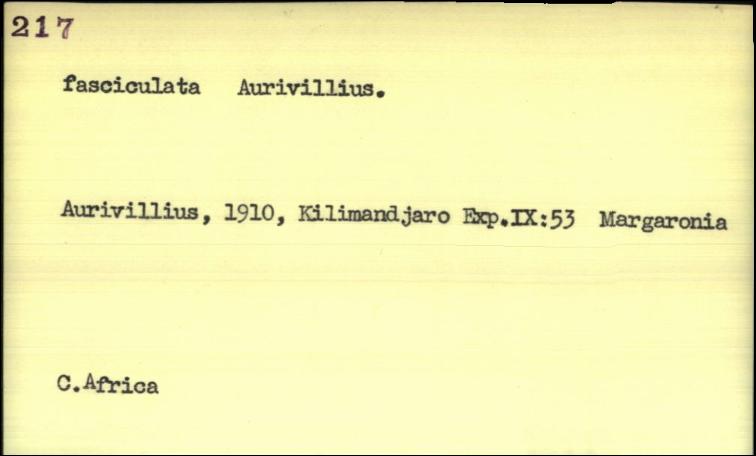 217
fasciculata Aurivillius.
Aurivillius, 1910, Kilimandjaro Exp.IX:53 Margaronia
C.Africa